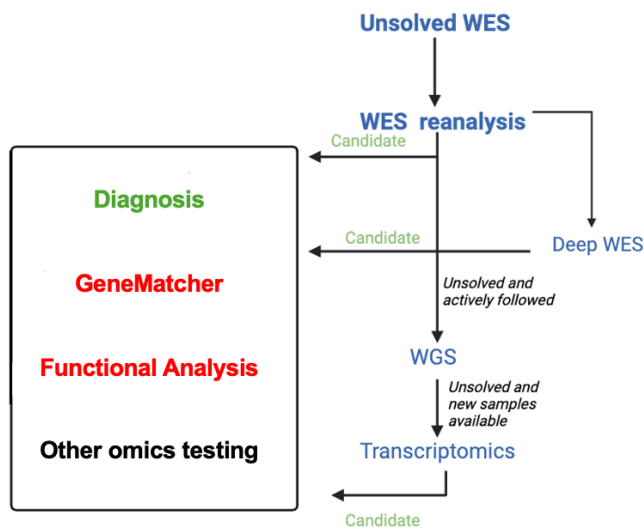 Unsolved WES
WES reanalysis
Candidate
Diagnosis
Candidate
Deep WES
GeneMatcher
Unsolved and
actively followed
WGS
Functional Analysis
Unsolved and
new samples
available
Other omics testing
Transcriptomics
Candidate